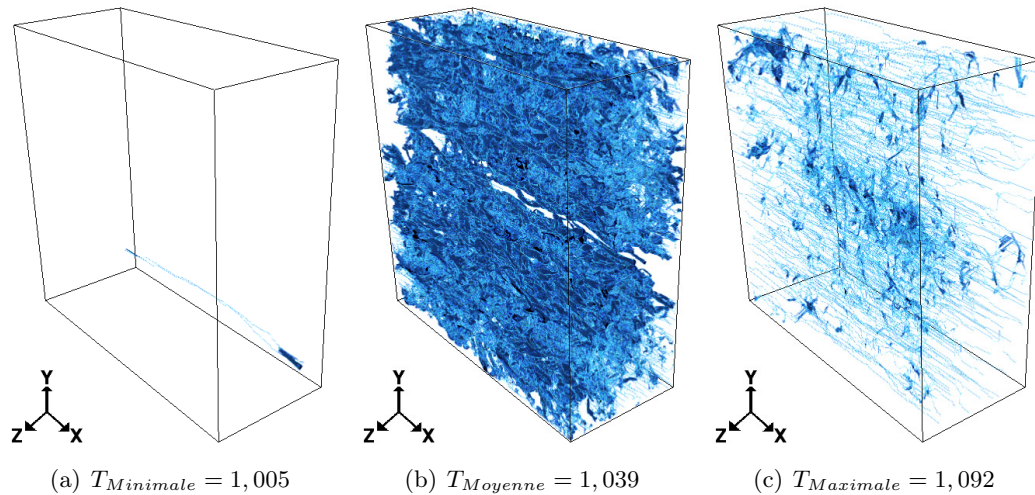 Y
Z X
Y
Z X
Y
Z X
(a) T_{Minimale} = 1,005
(b) T_{Moyenne} = 1,039
(c) T_{Maximale} = 1,092